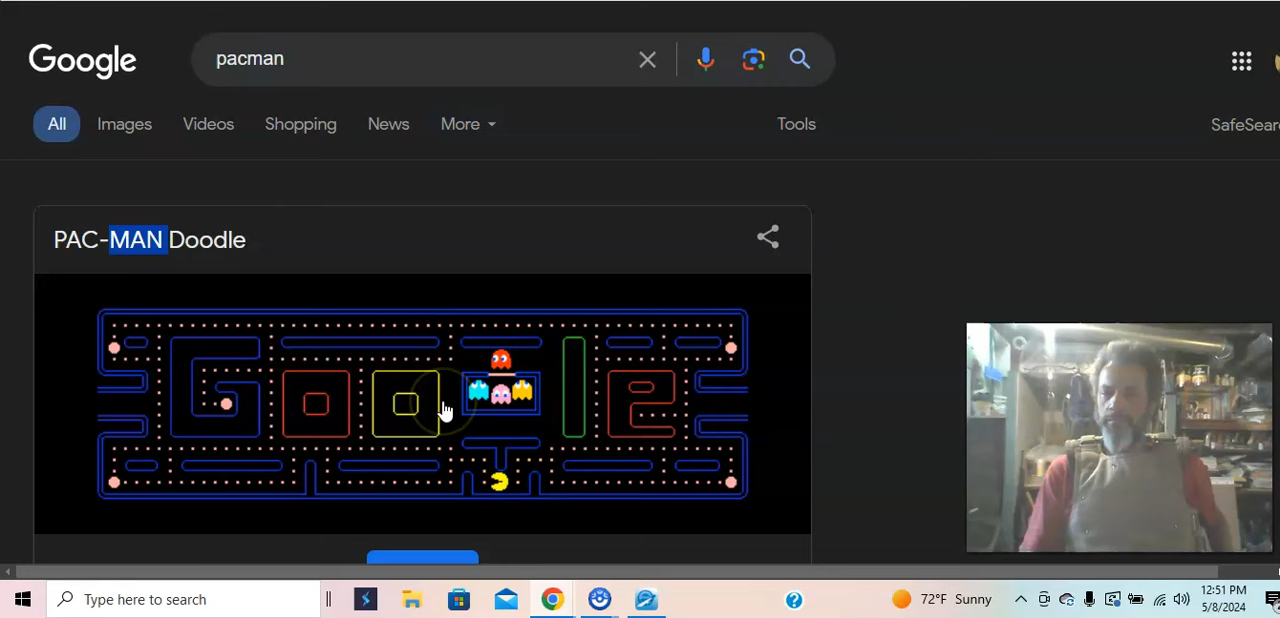 Google
pacman
All
Images
Videos
Shopping
News
More
Tools
SafeSear
PAC-MAN Doodle
Type here to search
72°F Sunny
12:51 PM
5/8/2024